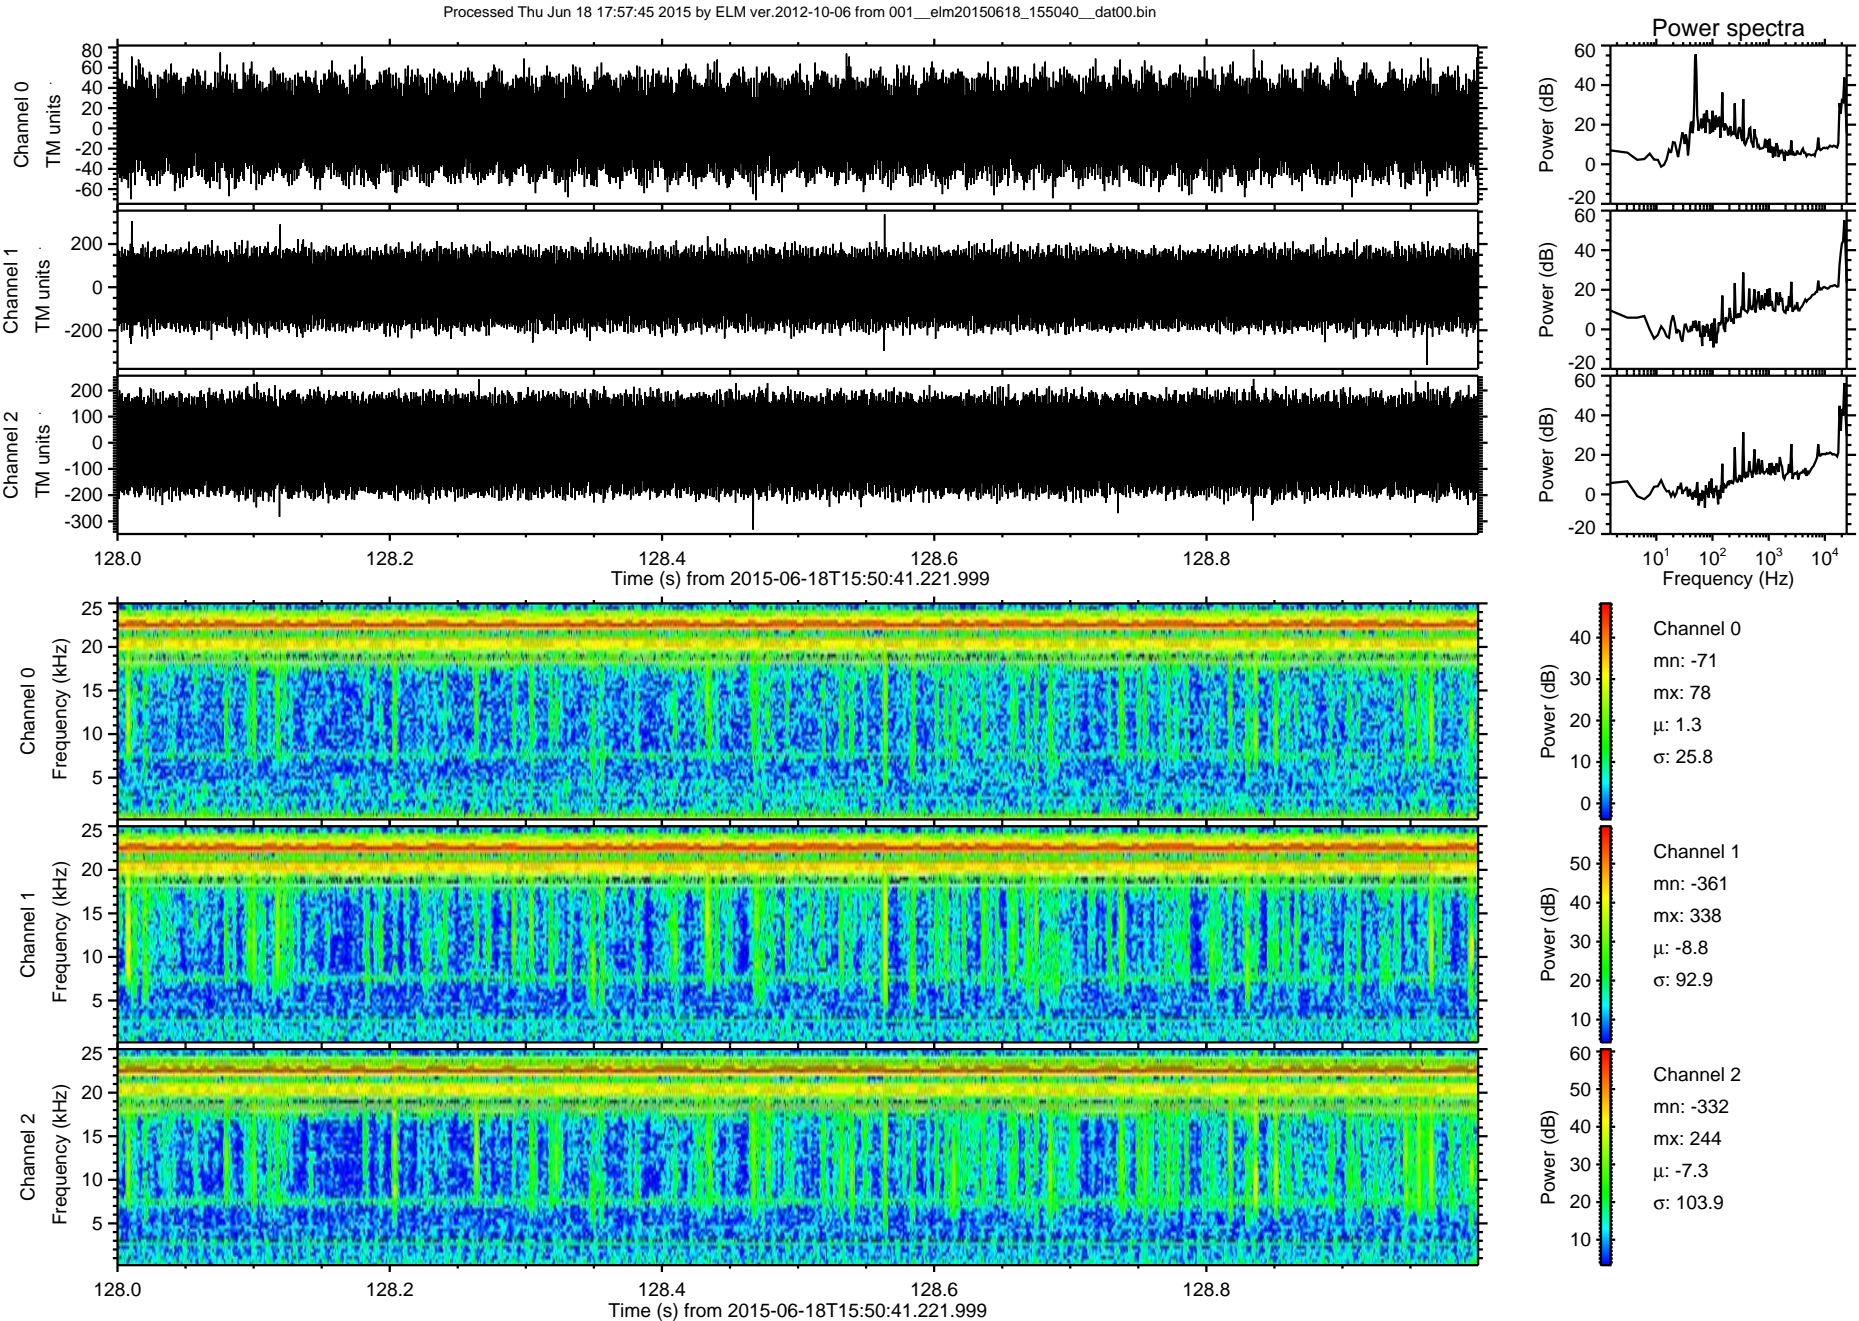 Processed Thu Jun 18 17:57:45 2015 by ELM ver.2012-10-06 from 001__elm20150618_155040__dat00.bin
Power spectra
Channel 0
TM units
80
60
40
20
0
-20
-40
-60
Power (dB)
60
40
20
0
-20
Channel 1
TM units
200
0
-200
Power (dB)
60
40
20
0
-20
Channel 2
TM units
200
100
0
-100
-200
-300
Power (dB)
60
40
20
0
-20
128.0 128.2 128.4 128.6 128.8
Time (s) from 2015-06-18T15:50:41.221.999
10¹ 10² 10³ 10⁴
Frequency (Hz)
Channel 0
Frequency (kHz)
25
20
15
10
5
Power (dB)
40
30
20
10
0
Channel 0
mn: -71
mx: 78
μ: 1.3
σ: 25.8
Channel 1
Frequency (kHz)
25
20
15
10
5
Power (dB)
50
40
30
20
10
Channel 1
mn: -361
mx: 338
μ: -8.8
σ: 92.9
Channel 2
Frequency (kHz)
25
20
15
10
5
Power (dB)
60
50
40
30
20
10
Channel 2
mn: -332
mx: 244
μ: -7.3
σ: 103.9
128.0 128.2 128.4 128.6 128.8
Time (s) from 2015-06-18T15:50:41.221.999